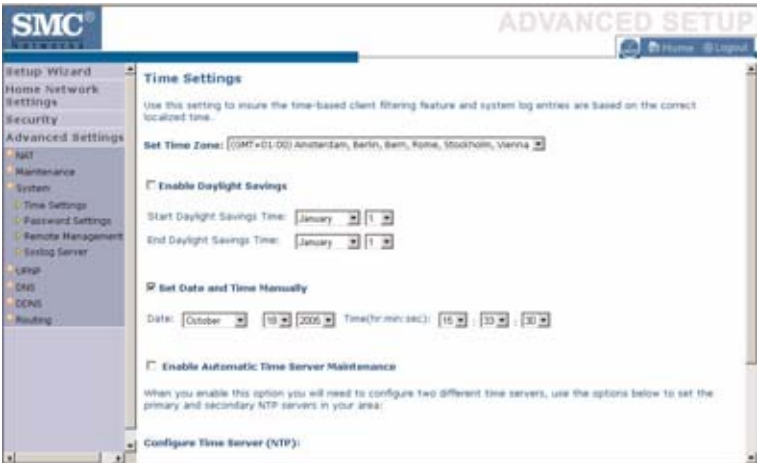 SMC®
Networks
ADVANCED SETUP
Home Logout
Setup Wizard
Home Network
Settings
Security
Advanced Settings
NAT
Maintenance
System
Time Settings
Password Settings
Remote Management
Syslog Server
UPNP
DNS
DDNS
Routing
Time Settings
Use this setting to insure the time-based client filtering feature and system log entries are based on the correct
localized time.
Set Time Zone: (GMT+01:00) Amsterdam, Berlin, Bern, Rome, Stockholm, Vienna
Enable Daylight Savings
Start Daylight Savings Time: January 1
End Daylight Savings Time: January 1
Set Date and Time Manually
Date: October 18 2005 Time(hr:min:sec): 15 : 33 : 30
Enable Automatic Time Server Maintenance
When you enable this option you will need to configure two different time servers, use the options below to set the
primary and secondary NTP servers in your area:
Configure Time Server (NTP):